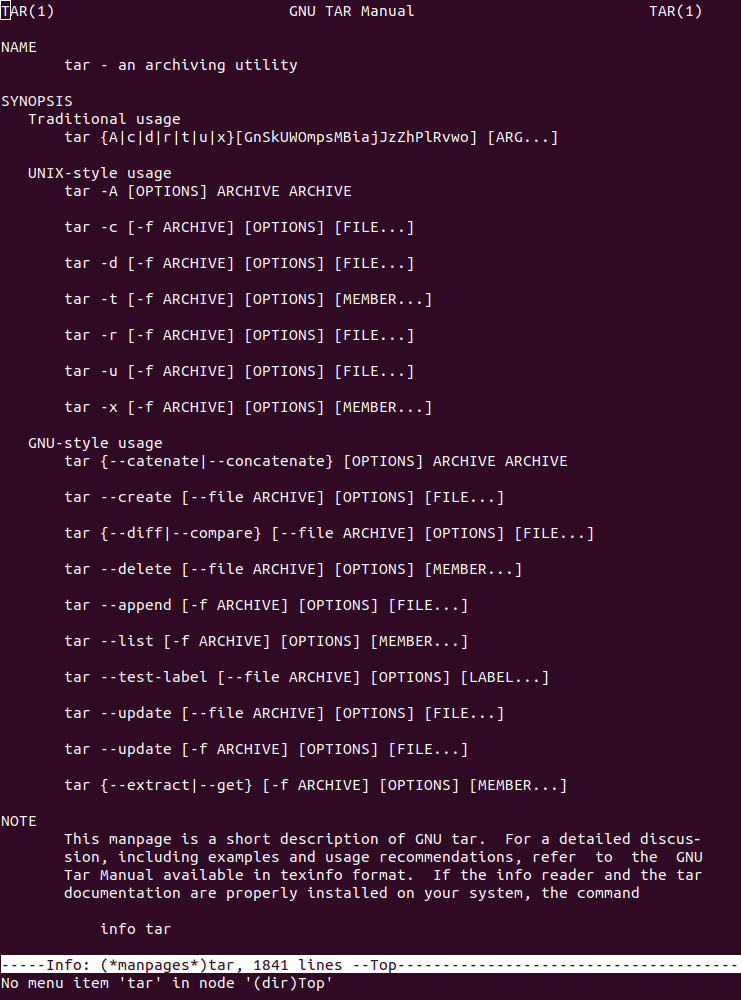 TAR(1)                          GNU TAR Manual                          TAR(1)

NAME
       tar - an archiving utility

SYNOPSIS
   Traditional usage
       tar {A|c|d|r|t|u|x}[GnSkUWOmpsMBiajJzZhPlRvwo] [ARG...]

   UNIX-style usage
       tar -A [OPTIONS] ARCHIVE ARCHIVE

       tar -c [-f ARCHIVE] [OPTIONS] [FILE...]

       tar -d [-f ARCHIVE] [OPTIONS] [FILE...]

       tar -t [-f ARCHIVE] [OPTIONS] [MEMBER...]

       tar -r [-f ARCHIVE] [OPTIONS] [FILE...]

       tar -u [-f ARCHIVE] [OPTIONS] [FILE...]

       tar -x [-f ARCHIVE] [OPTIONS] [MEMBER...]

   GNU-style usage
       tar {--catenate|--concatenate} [OPTIONS] ARCHIVE ARCHIVE

       tar --create [--file ARCHIVE] [OPTIONS] [FILE...]

       tar {--diff|--compare} [--file ARCHIVE] [OPTIONS] [FILE...]

       tar --delete [--file ARCHIVE] [OPTIONS] [MEMBER...]

       tar --append [-f ARCHIVE] [OPTIONS] [FILE...]

       tar --list [-f ARCHIVE] [OPTIONS] [MEMBER...]

       tar --test-label [--file ARCHIVE] [OPTIONS] [LABEL...]

       tar --update [--file ARCHIVE] [OPTIONS] [FILE...]

       tar --update [-f ARCHIVE] [OPTIONS] [FILE...]

       tar {--extract|--get} [-f ARCHIVE] [OPTIONS] [MEMBER...]

NOTE
       This manpage is a short description of GNU tar.  For a detailed discus-
       sion, including examples and usage recommendations, refer  to  the  GNU
       Tar Manual available in texinfo format.  If the info reader and the tar
       documentation are properly installed on your system, the command

           info tar

-----Info: (*manpages*)tar, 1841 lines --Top--------------------------------------
No menu item 'tar' in node '(dir)Top'